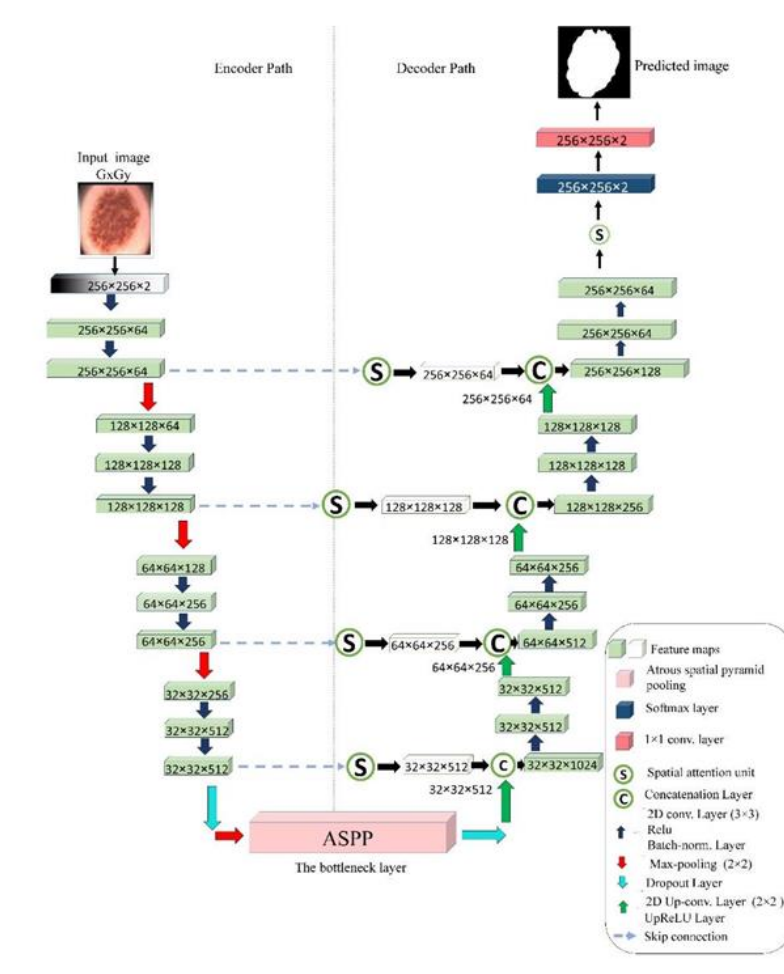 Encoder Path
Decoder Path
Predicted image
256×256×2
256×256×2
S
Input image
GxGy
256×256×2
256×256×64
256×256×64
256×256×64
256×256×64
S
256×256×64
C
256×256×128
256×256×64
128×128×64
128×128×128
128×128×128
128×128×128
128×128×128
S
128×128×128
C
128×128×256
128×128×128
64×64×128
64×64×256
64×64×256
64×64×256
64×64×256
S
64×64×256
C
64×64×512
64×64×256
32×32×256
32×32×512
32×32×512
32×32×512
32×32×512
S
32×32×512
C
32×32×1024
32×32×512
ASPP
The bottleneck layer
Feature maps
Atrous spatial pyramid
pooling
Softmax layer
1×1 conv. layer
S Spatial attention unit
C Concatenation Layer
2D conv. Layer (3×3)
Relu
Batch-norm. Layer
Max-pooling (2×2)
Dropout Layer
2D Up-conv. Layer (2×2 )
UpReLU Layer
Skip connection